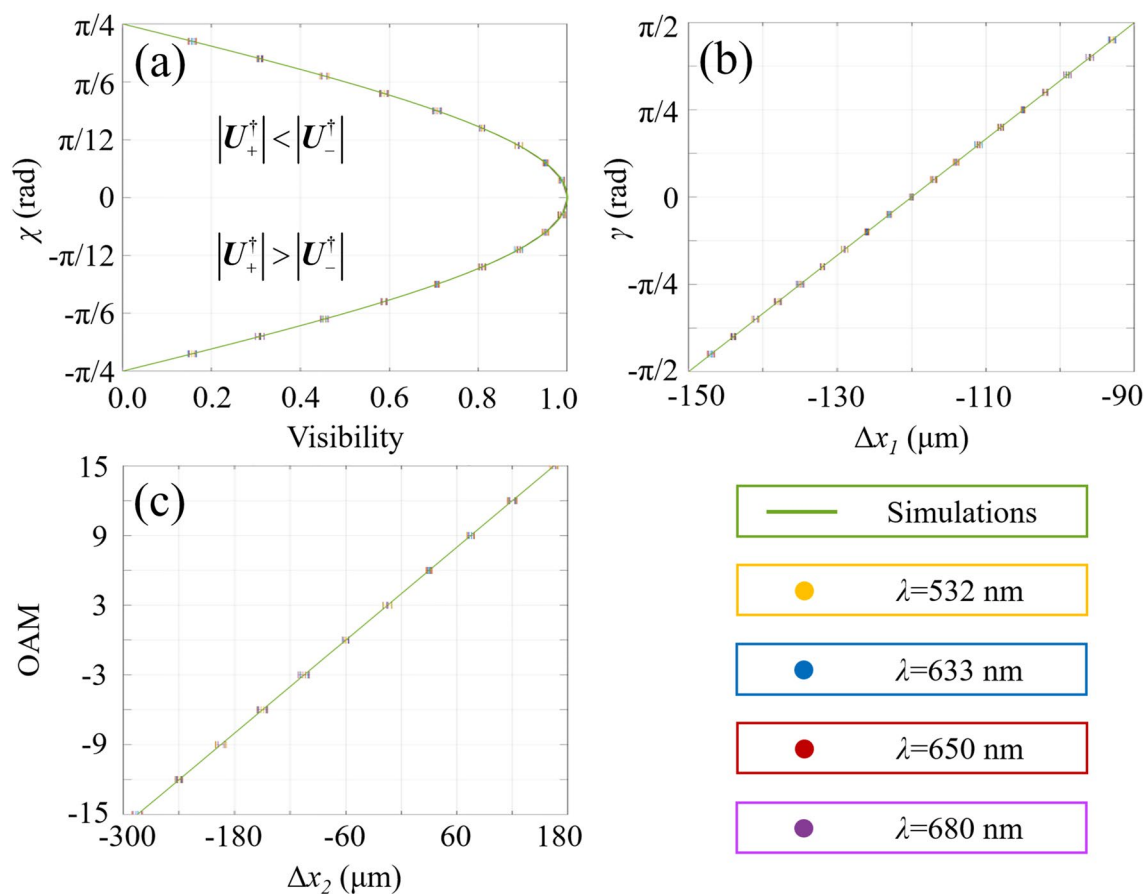 (a)
π/4
π/6
π/12
0
-π/12
-π/6
-π/4
χ (rad)
|U₊†| < |U₋†|
|U₊†| > |U₋†|
0.0 0.2 0.4 0.6 0.8 1.0
Visibility
(b)
π/2
π/4
0
-π/4
-π/2
γ (rad)
-150 -130 -110 -90
Δx₁ (μm)
(c)
15
9
3
-3
-9
-15
OAM
-300 -180 -60 60 180
Δx₂ (μm)
Simulations
λ=532 nm
λ=633 nm
λ=650 nm
λ=680 nm